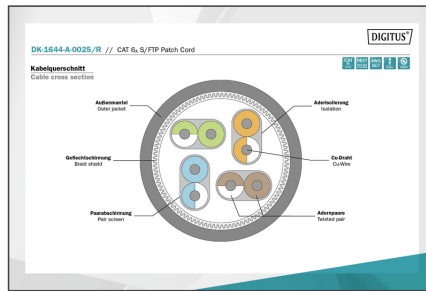 DIGITUS®
DK-1644-A-0025/R // CAT 6A S/FTP Patch Cord
Kabelquerschnitt
Cable cross section
Außenmantel
Outer jacket
Aderisolierung
Isolation
Geflechtschirmung
Braid shield
Cu-Draht
Cu-Wire
Paarabschirmung
Pair screen
Adernpaare
Twisted pair